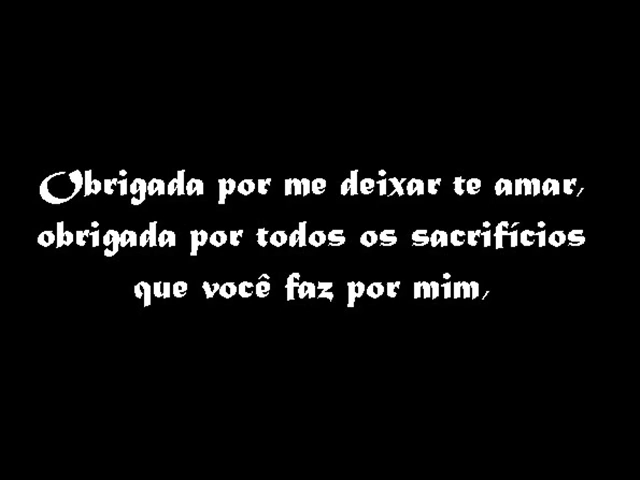 Obrigada por me deixar te amar,
obrigada por todos os sacrifícios
que você faz por mim,